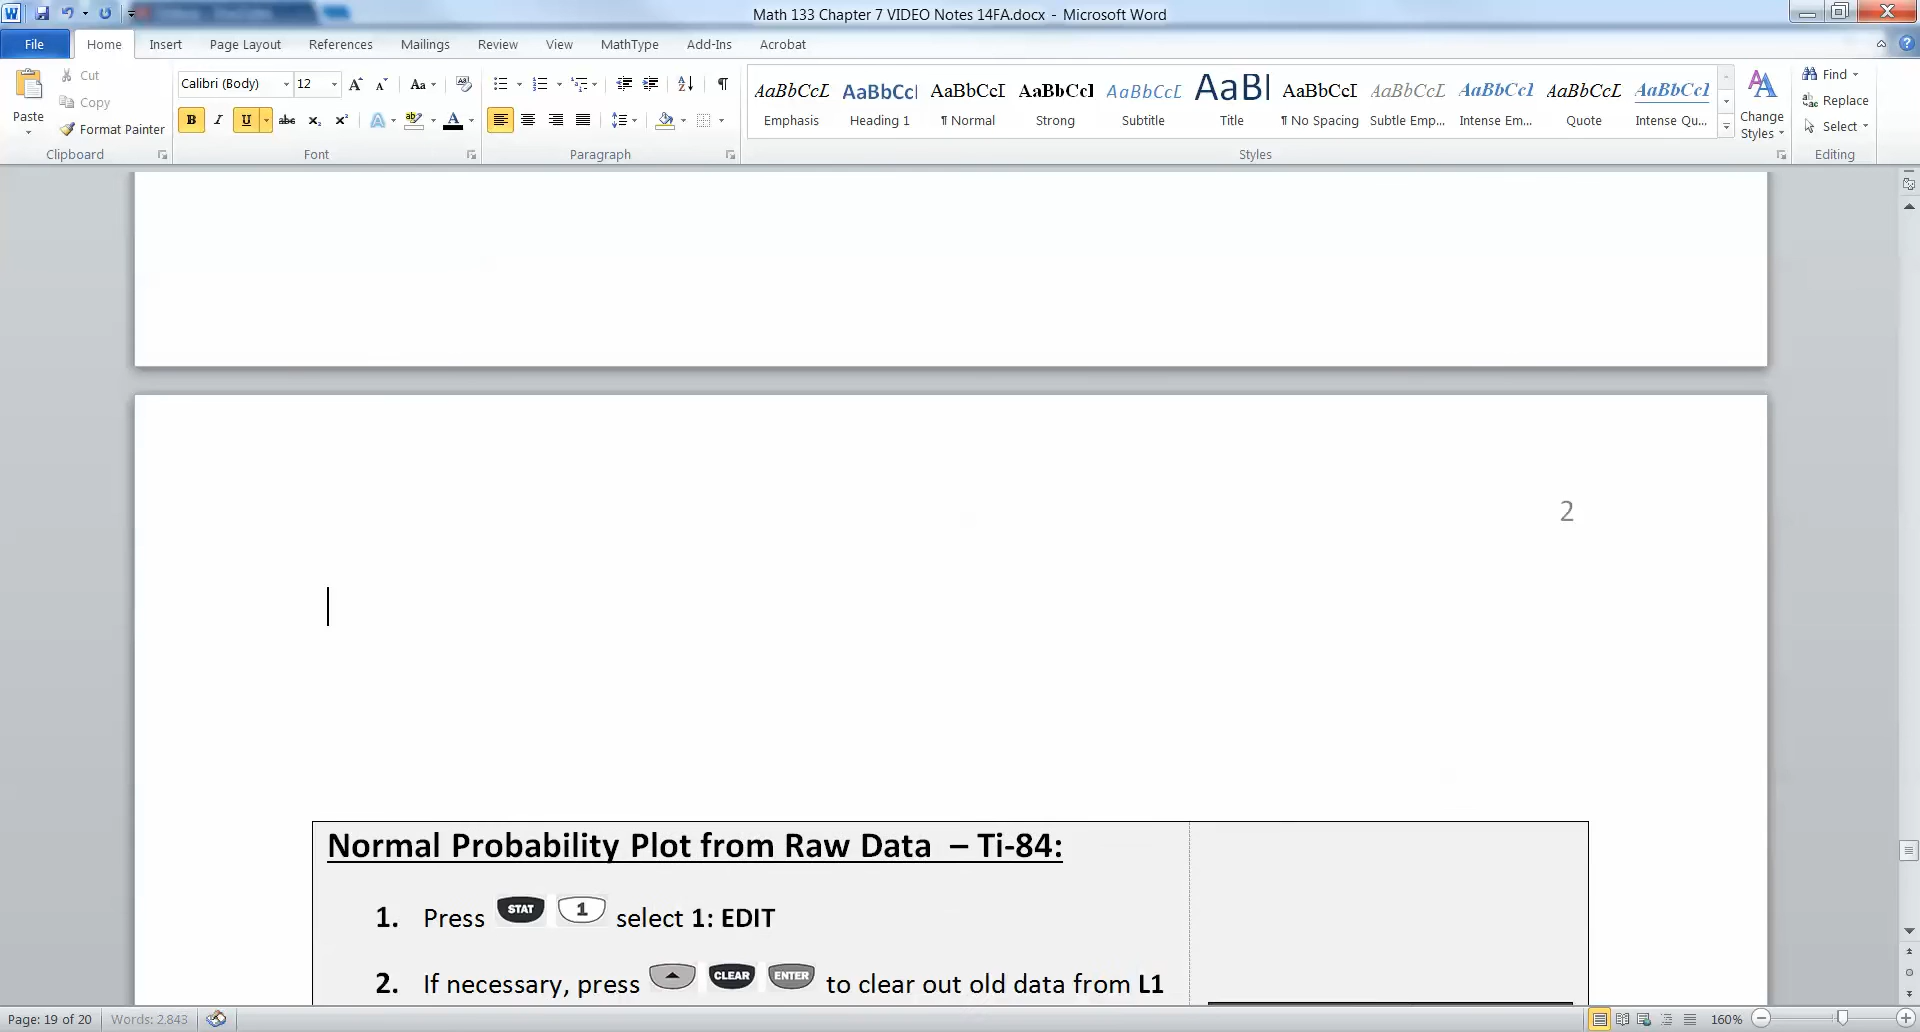 Math 133 Chapter 7 VIDEO Notes 14FA.docx - Microsoft Word
File Home Insert Page Layout References Mailings Review View MathType Add-Ins Acrobat
Paste
Cut
Copy
Format Painter
Clipboard
Calibri (Body) 12
Font
Paragraph
AaBbCcL AaBbCcI AaBbCcI AaBbCcI AaBbCcL AaBI AaBbCcI AaBbCcL AaBbCcI AaBbCcL AaBbCcI
Emphasis Heading 1 ¶ Normal Strong Subtitle Title ¶ No Spacing Subtle Emp... Intense Em... Quote Intense Qu...
Styles
Change
Styles
Find
Replace
Select
Editing
2
Normal Probability Plot from Raw Data – Ti-84:
1. Press STAT 1 select 1: EDIT
2. If necessary, press CLEAR ENTER to clear out old data from L1
Page: 19 of 20 Words: 2.843 160%